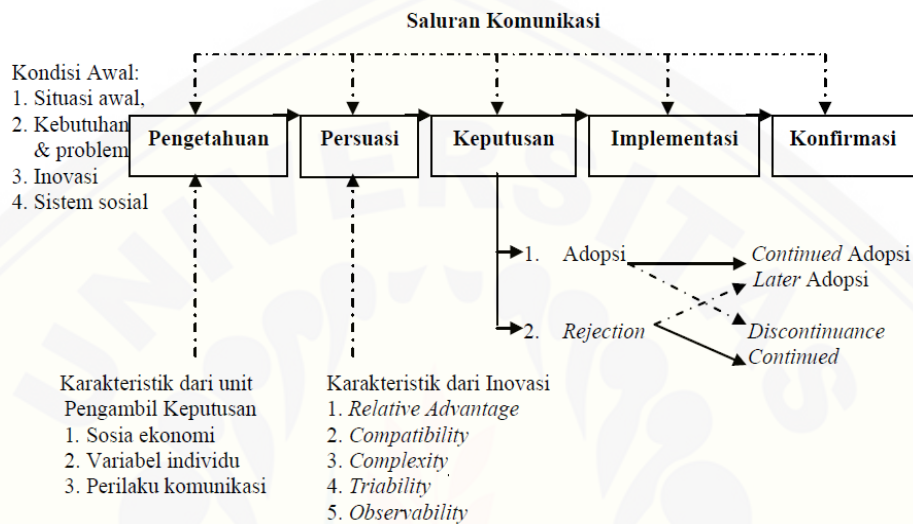 Saluran Komunikasi
Kondisi Awal:
1. Situasi awal,
2. Kebutuhan
& problem
3. Inovasi
4. Sistem sosial
Pengetahuan
Persuasi
Keputusan
Implementasi
Konfirmasi
1. Adopsi
Continued Adopsi
Later Adopsi
2. Rejection
Discontinuance
Continued
Karakteristik dari unit
Pengambil Keputusan
1. Sosia ekonomi
2. Variabel individu
3. Perilaku komunikasi
Karakteristik dari Inovasi
1. Relative Advantage
2. Compatibility
3. Complexity
4. Triability
5. Observability
UNIVERSITAS